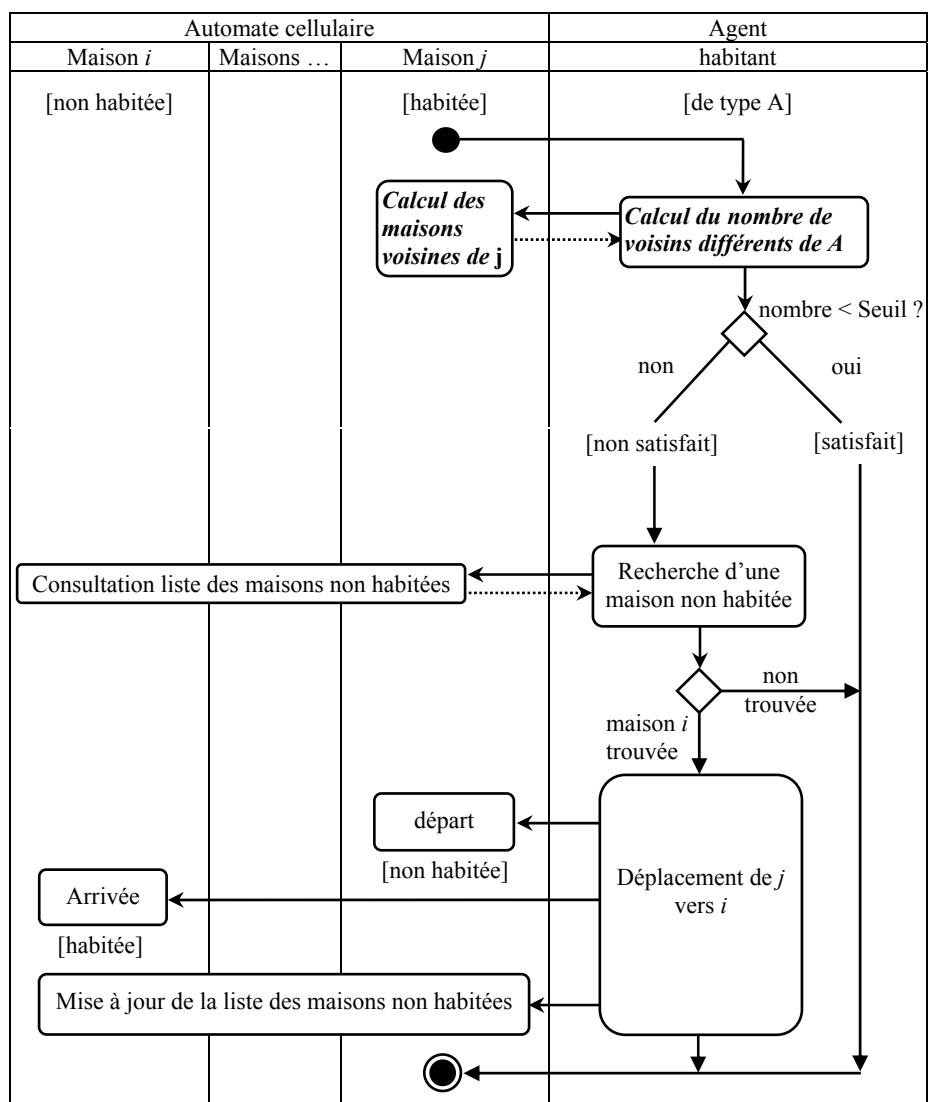 Automate cellulaire
Agent
Maison i
Maisons …
Maison j
habitant
[non habitée]
[habitée]
[de type A]
Calcul des
maisons
voisines de j
Calcul du nombre de
voisins différents de A
nombre < Seuil ?
non
oui
[non satisfait]
[satisfait]
Consultation liste des maisons non habitées
Recherche d’une
maison non habitée
non
trouvée
maison i
trouvée
départ
[non habitée]
Déplacement de j
vers i
Arrivée
[habitée]
Mise à jour de la liste des maisons non habitées